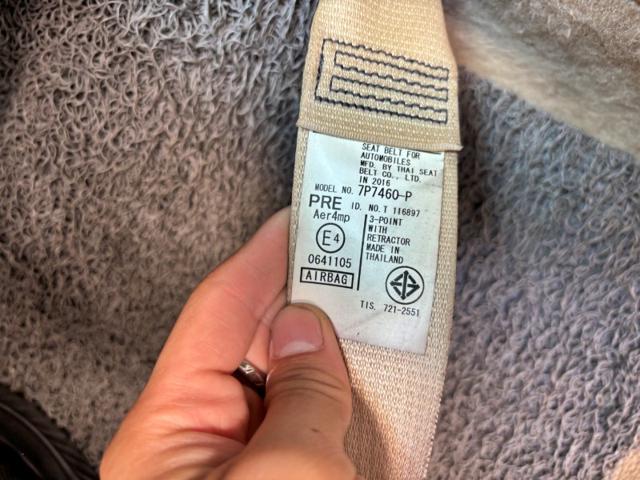 SEAT BELT FOR
AUTOMOBILES
MFD. BY THAI SEAT
BELT CO., LTD.
IN 2016
MODEL NO. 7P7460-P
PRE ID. NO. T 116897
Aer4mp
E4
0641105
AIRBAG
3-POINT
WITH
RETRACTOR
MADE IN
THAILAND
TIS. 721-2551